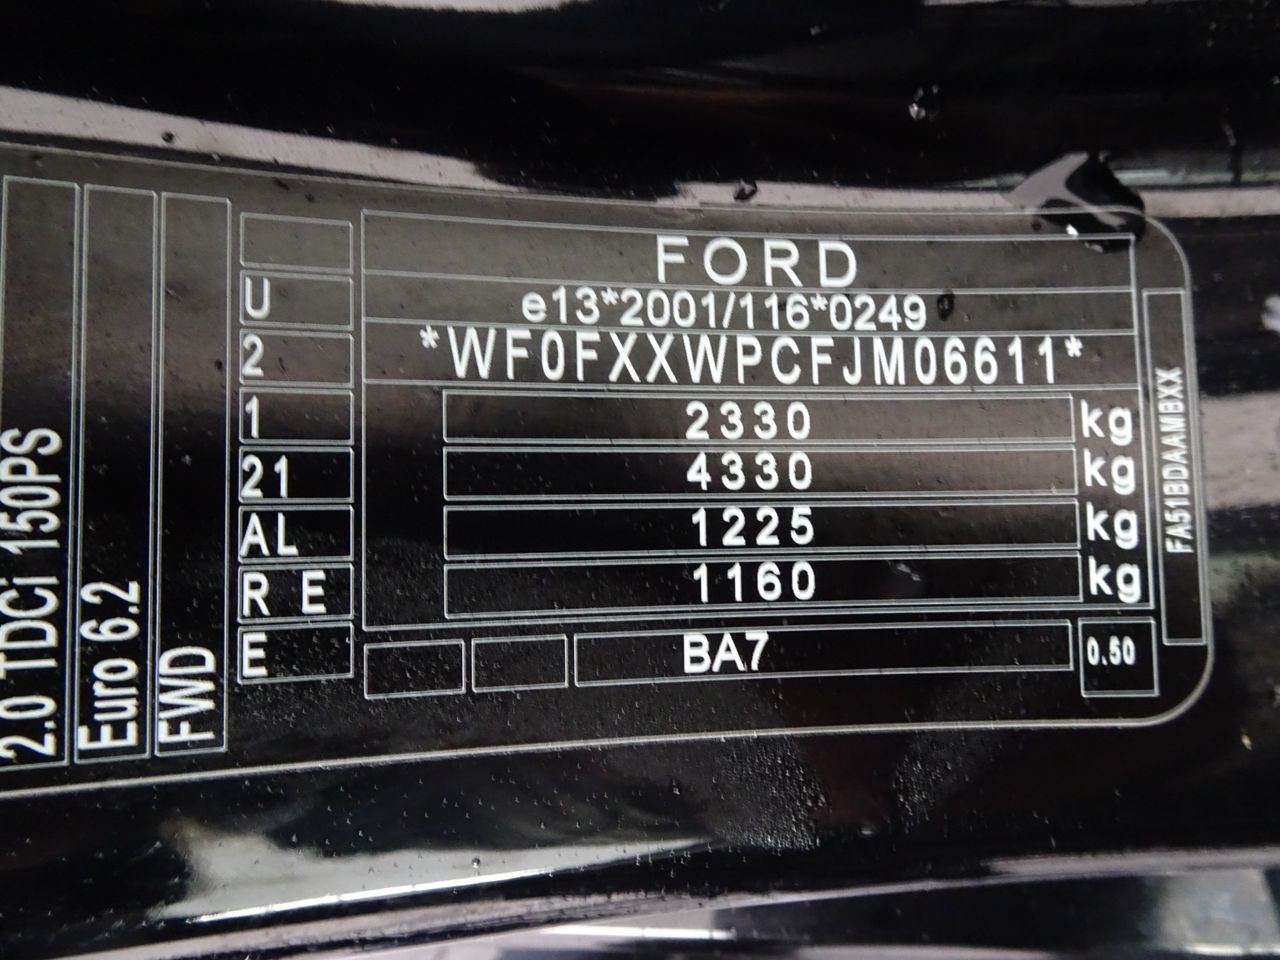 FORD
U
e13*2001/116*0249
2
*WF0FXXWPCFJM06611*
1
2330 kg
21
4330 kg
AL
1225 kg
R E
1160 kg
E
BA7
0.50
2.0 TDCi 150PS
Euro 6.2
FWD
FA51BDAAMBXX